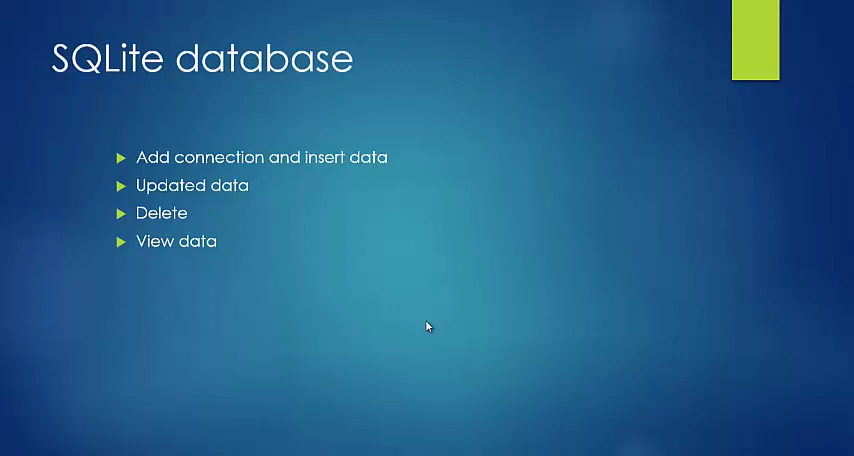 SQLite database
Add connection and insert data
Updated data
Delete
View data